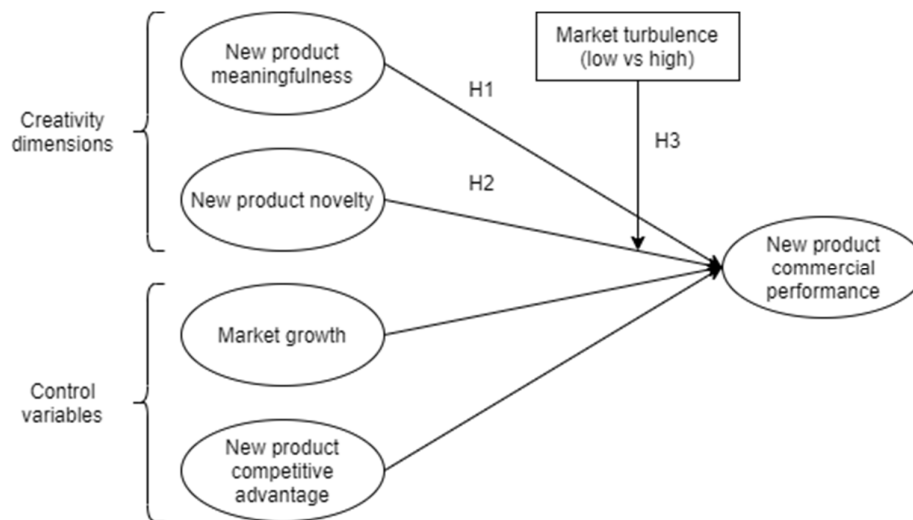 New product
meaningfulness
Market turbulence
(low vs high)
H1
Creativity
dimensions
H3
H2
New product novelty
New product
commercial
performance
Market growth
Control
variables
New product
competitive
advantage